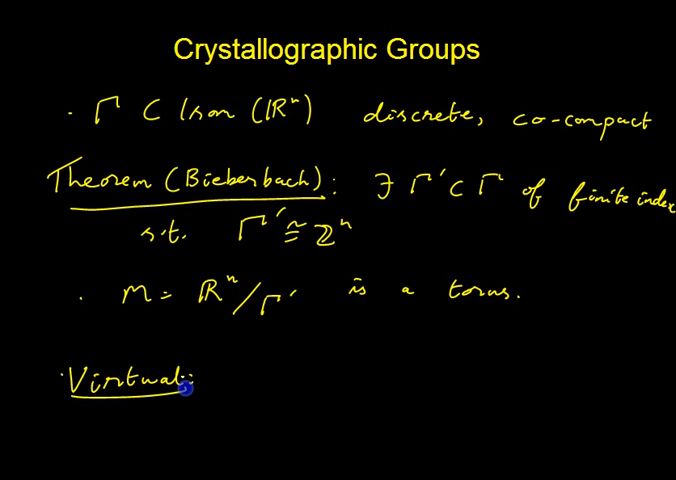 Crystallographic Groups
· Γ ⊂ Isom (ℝⁿ) discrete, co-compact
Theorem (Bieberbach): ∃ Γ' ⊂ Γ of finite index
s.t. Γ' ≅ ℤⁿ
· M = ℝⁿ/Γ' is a torus.
· Virtual: